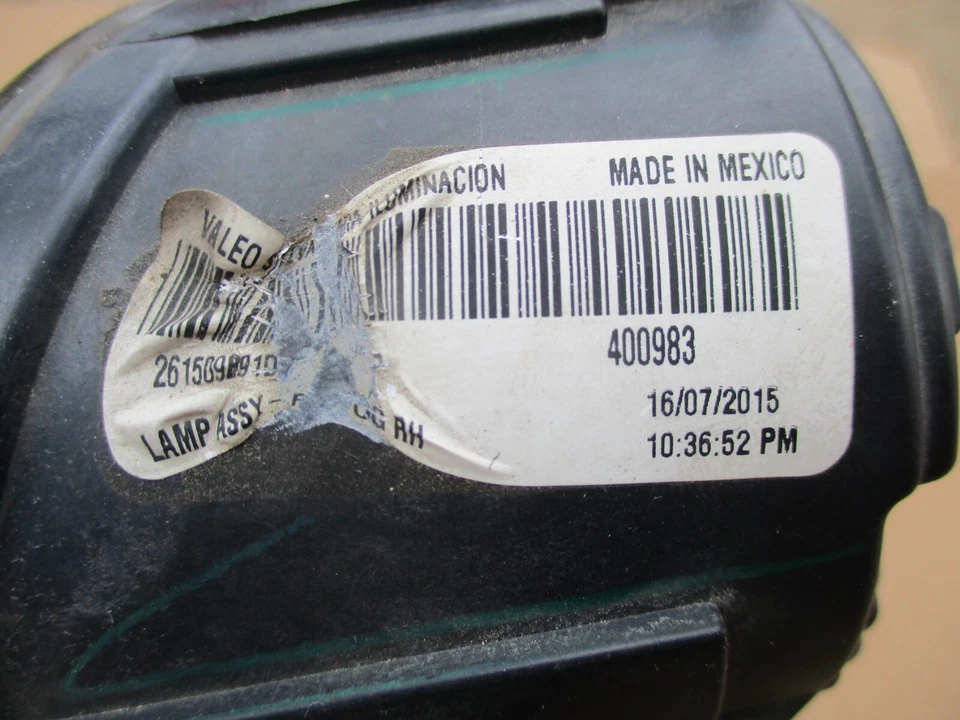 VALEO ILUMINACION MADE IN MEXICO
400983
LAMP ASSY - RH
16/07/2015
10:36:52 PM